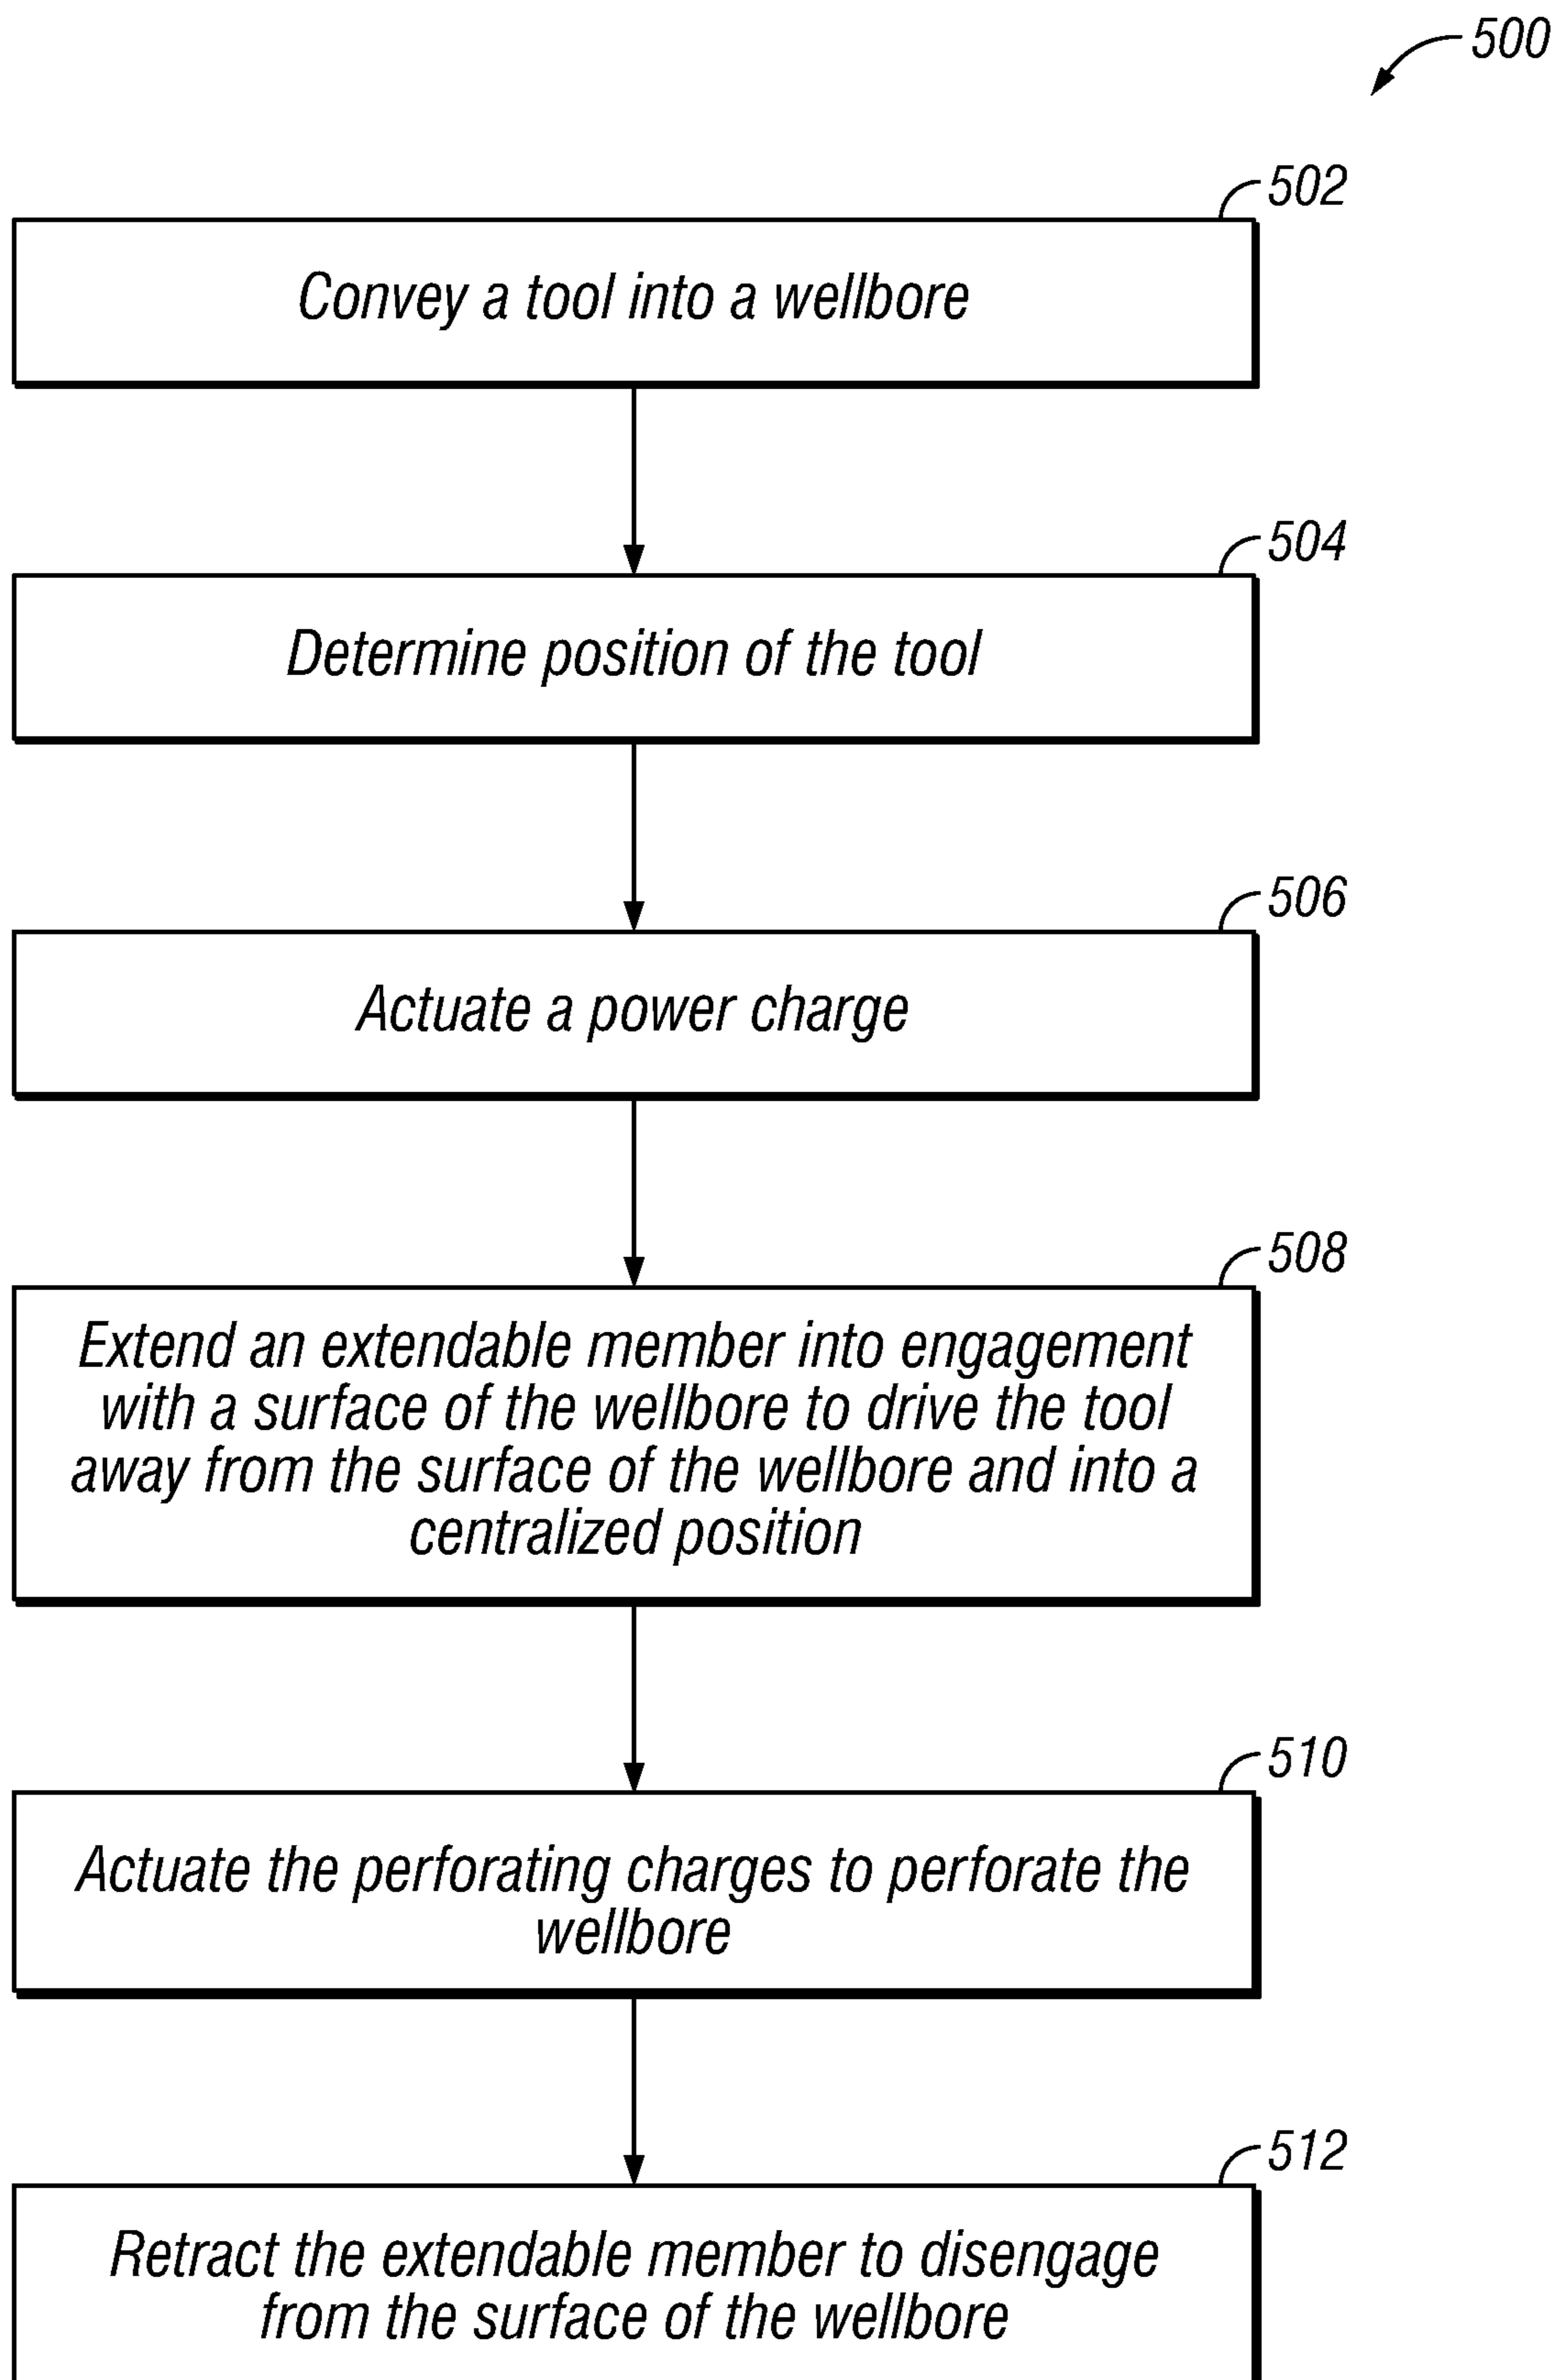 500
502
Convey a tool into a wellbore
504
Determine position of the tool
506
Actuate a power charge
508
Extend an extendable member into engagement
with a surface of the wellbore to drive the tool
away from the surface of the wellbore and into a
centralized position
510
Actuate the perforating charges to perforate the
wellbore
512
Retract the extendable member to disengage
from the surface of the wellbore